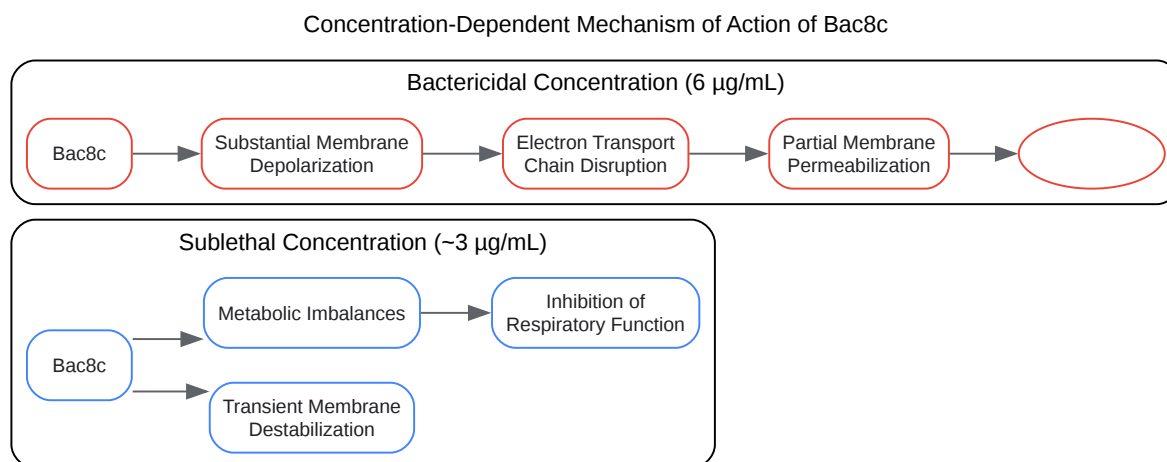 Concentration-Dependent Mechanism of Action of Bac8c
Bactericidal Concentration (6 µg/mL)
Bac8c
Substantial Membrane
Depolarization
Electron Transport
Chain Disruption
Partial Membrane
Permeabilization
Sublethal Concentration (~3 µg/mL)
Bac8c
Metabolic Imbalances
Inhibition of
Respiratory Function
Transient Membrane
Destabilization